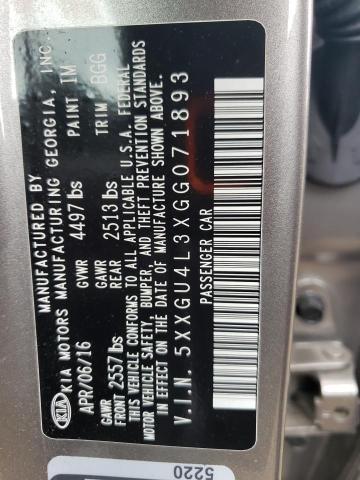 MANUFACTURED BY
KIA KIA MOTORS MANUFACTURING GEORGIA, INC.
APR/06/16 GVWR 4497 lbs PAINT IM
GAWR FRONT 2557 lbs GAWR REAR 2513 lbs TRIM BGG
THIS VEHICLE CONFORMS TO ALL APPLICABLE U.S.A. FEDERAL
MOTOR VEHICLE SAFETY, BUMPER, AND THEFT PREVENTION STANDARDS
IN EFFECT ON THE DATE OF MANUFACTURE SHOWN ABOVE.
V.I.N. 5XXGU4L3XGG071893
PASSENGER CAR
5220